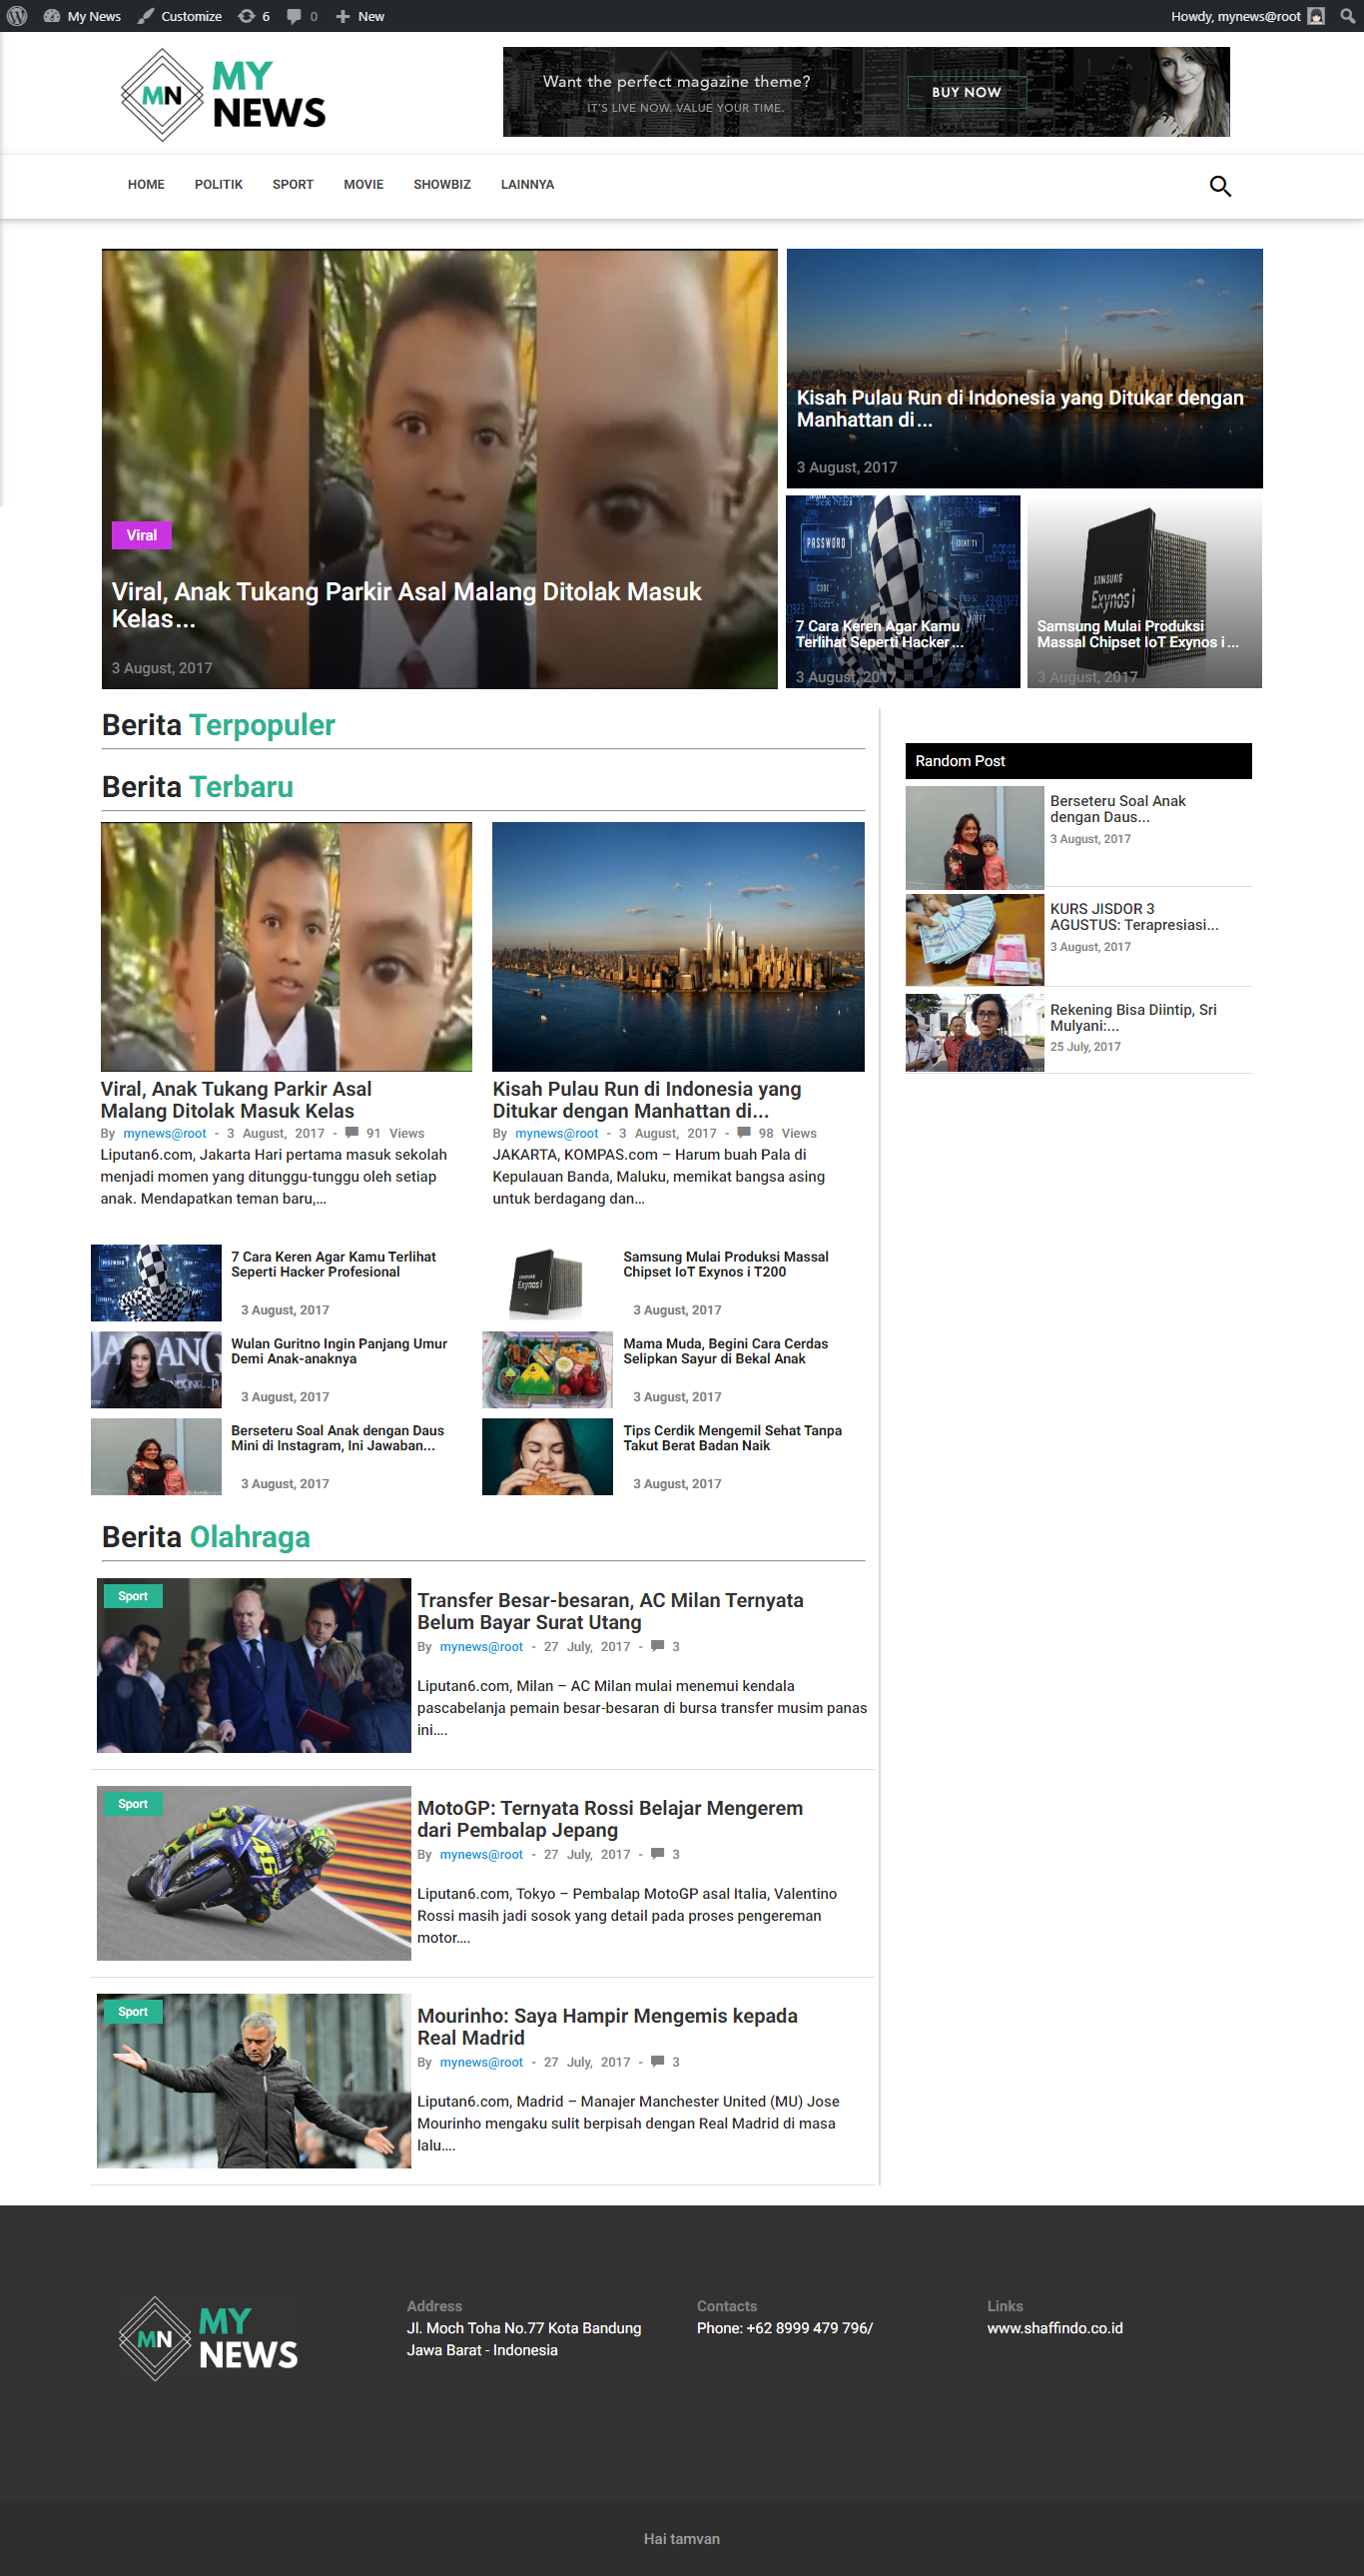 My News
Customize
6
0
New
Howdy, mynews@root
MN
MY
NEWS
Want the perfect magazine theme?
IT'S LIVE NOW. VALUE YOUR TIME.
BUY NOW
HOME
POLITIK
SPORT
MOVIE
SHOWBIZ
LAINNYA
Viral
Viral, Anak Tukang Parkir Asal Malang Ditolak Masuk
Kelas...
3 August, 2017
Kisah Pulau Run di Indonesia yang Ditukar dengan
Manhattan di...
3 August, 2017
PASSWORD
IDENTITY
CODE
7 Cara Keren Agar Kamu
Terlihat Seperti Hacker...
3 August, 2017
SAMSUNG
Exynos i
Samsung Mulai Produksi
Massal Chipset IoT Exynos i...
3 August, 2017
Berita Terpopuler
Berita Terbaru
Viral, Anak Tukang Parkir Asal
Malang Ditolak Masuk Kelas
By mynews@root - 3 August, 2017 - 91 Views
Liputan6.com, Jakarta Hari pertama masuk sekolah
menjadi momen yang ditunggu-tunggu oleh setiap
anak. Mendapatkan teman baru,...
Kisah Pulau Run di Indonesia yang
Ditukar dengan Manhattan di...
By mynews@root - 3 August, 2017 - 98 Views
JAKARTA, KOMPAS.com – Harum buah Pala di
Kepulauan Banda, Maluku, memikat bangsa asing
untuk berdagang dan...
PASSWORD
7 Cara Keren Agar Kamu Terlihat
Seperti Hacker Profesional
3 August, 2017
Exynos i
Samsung Mulai Produksi Massal
Chipset IoT Exynos i T200
3 August, 2017
Wulan Guritno Ingin Panjang Umur
Demi Anak-anaknya
3 August, 2017
Mama Muda, Begini Cara Cerdas
Selipkan Sayur di Bekal Anak
3 August, 2017
Berseteru Soal Anak dengan Daus
Mini di Instagram, Ini Jawaban...
3 August, 2017
Tips Cerdik Mengemil Sehat Tanpa
Takut Berat Badan Naik
3 August, 2017
Berita Olahraga
Sport
Transfer Besar-besaran, AC Milan Ternyata
Belum Bayar Surat Utang
By mynews@root - 27 July, 2017 - 3
Liputan6.com, Milan – AC Milan mulai menemui kendala
pascabelanja pemain besar-besaran di bursa transfer musim panas
ini....
Sport
46
MotoGP: Ternyata Rossi Belajar Mengerem
dari Pembalap Jepang
By mynews@root - 27 July, 2017 - 3
Liputan6.com, Tokyo – Pembalap MotoGP asal Italia, Valentino
Rossi masih jadi sosok yang detail pada proses pengereman
motor....
Sport
Mourinho: Saya Hampir Mengemis kepada
Real Madrid
By mynews@root - 27 July, 2017 - 3
Liputan6.com, Madrid – Manajer Manchester United (MU) Jose
Mourinho mengaku sulit berpisah dengan Real Madrid di masa
lalu....
Random Post
Berseteru Soal Anak
dengan Daus...
3 August, 2017
KURS JISDOR 3
AGUSTUS: Terapresiasi...
3 August, 2017
Rekening Bisa Diintip, Sri
Mulyani:...
25 July, 2017
MN
MY
NEWS
Address
Jl. Moch Toha No.77 Kota Bandung
Jawa Barat - Indonesia
Contacts
Phone: +62 8999 479 796/
Links
www.shaffindo.co.id
Hai tamvan